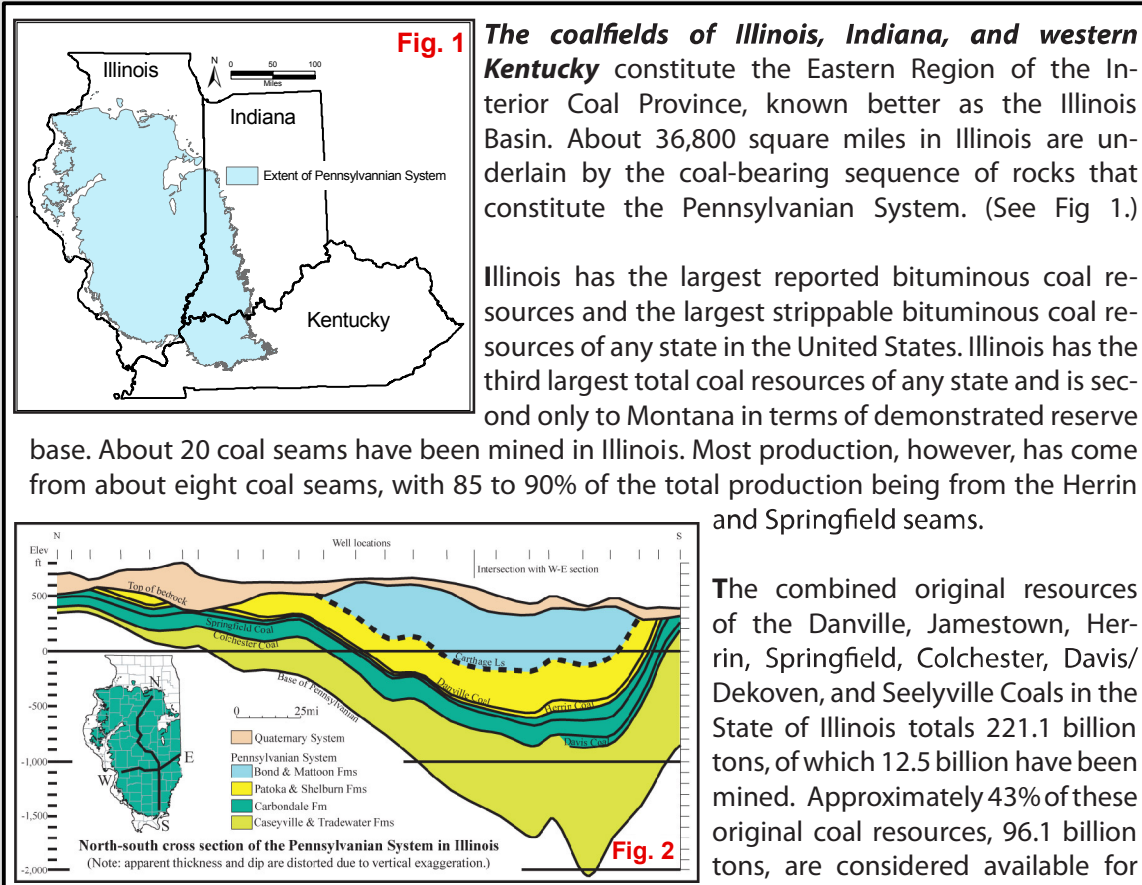 Fig. 1
N
0 50 100
Miles
Illinois
Indiana
Extent of Pennsylvannian System
Kentucky
The coalfields of Illinois, Indiana, and western
Kentucky constitute the Eastern Region of the In-
terior Coal Province, known better as the Illinois
Basin. About 36,800 square miles in Illinois are un-
derlain by the coal-bearing sequence of rocks that
constitute the Pennsylvanian System. (See Fig 1.)
Illinois has the largest reported bituminous coal re-
sources and the largest strippable bituminous coal re-
sources of any state in the United States. Illinois has the
third largest total coal resources of any state and is sec-
ond only to Montana in terms of demonstrated reserve
base. About 20 coal seams have been mined in Illinois. Most production, however, has come
from about eight coal seams, with 85 to 90% of the total production being from the Herrin
and Springfield seams.
N
S
Elev
ft
Well locations
Intersection with W-E section
500
0
-500
-1,000
-1,500
-2,000
Top of bedrock
Springfield Coal
Colchester Coal
Base of Pennsylvanian
Carthage Ls
Danville Coal
Herrin Coal
Davis Coal
N
W
E
S
0 25mi
Quaternary System
Pennsylvanian System
Bond & Mattoon Fms
Patoka & Shelburn Fms
Carbondale Fm
Caseyville & Tradewater Fms
North-south cross section of the Pennsylvanian System in Illinois
(Note: apparent thickness and dip are distorted due to vertical exaggeration.)
Fig. 2
The combined original resources
of the Danville, Jamestown, Her-
rin, Springfield, Colchester, Davis/
Dekoven, and Seelyville Coals in the
State of Illinois totals 221.1 billion
tons, of which 12.5 billion have been
mined. Approximately 43% of these
original coal resources, 96.1 billion
tons, are considered available for